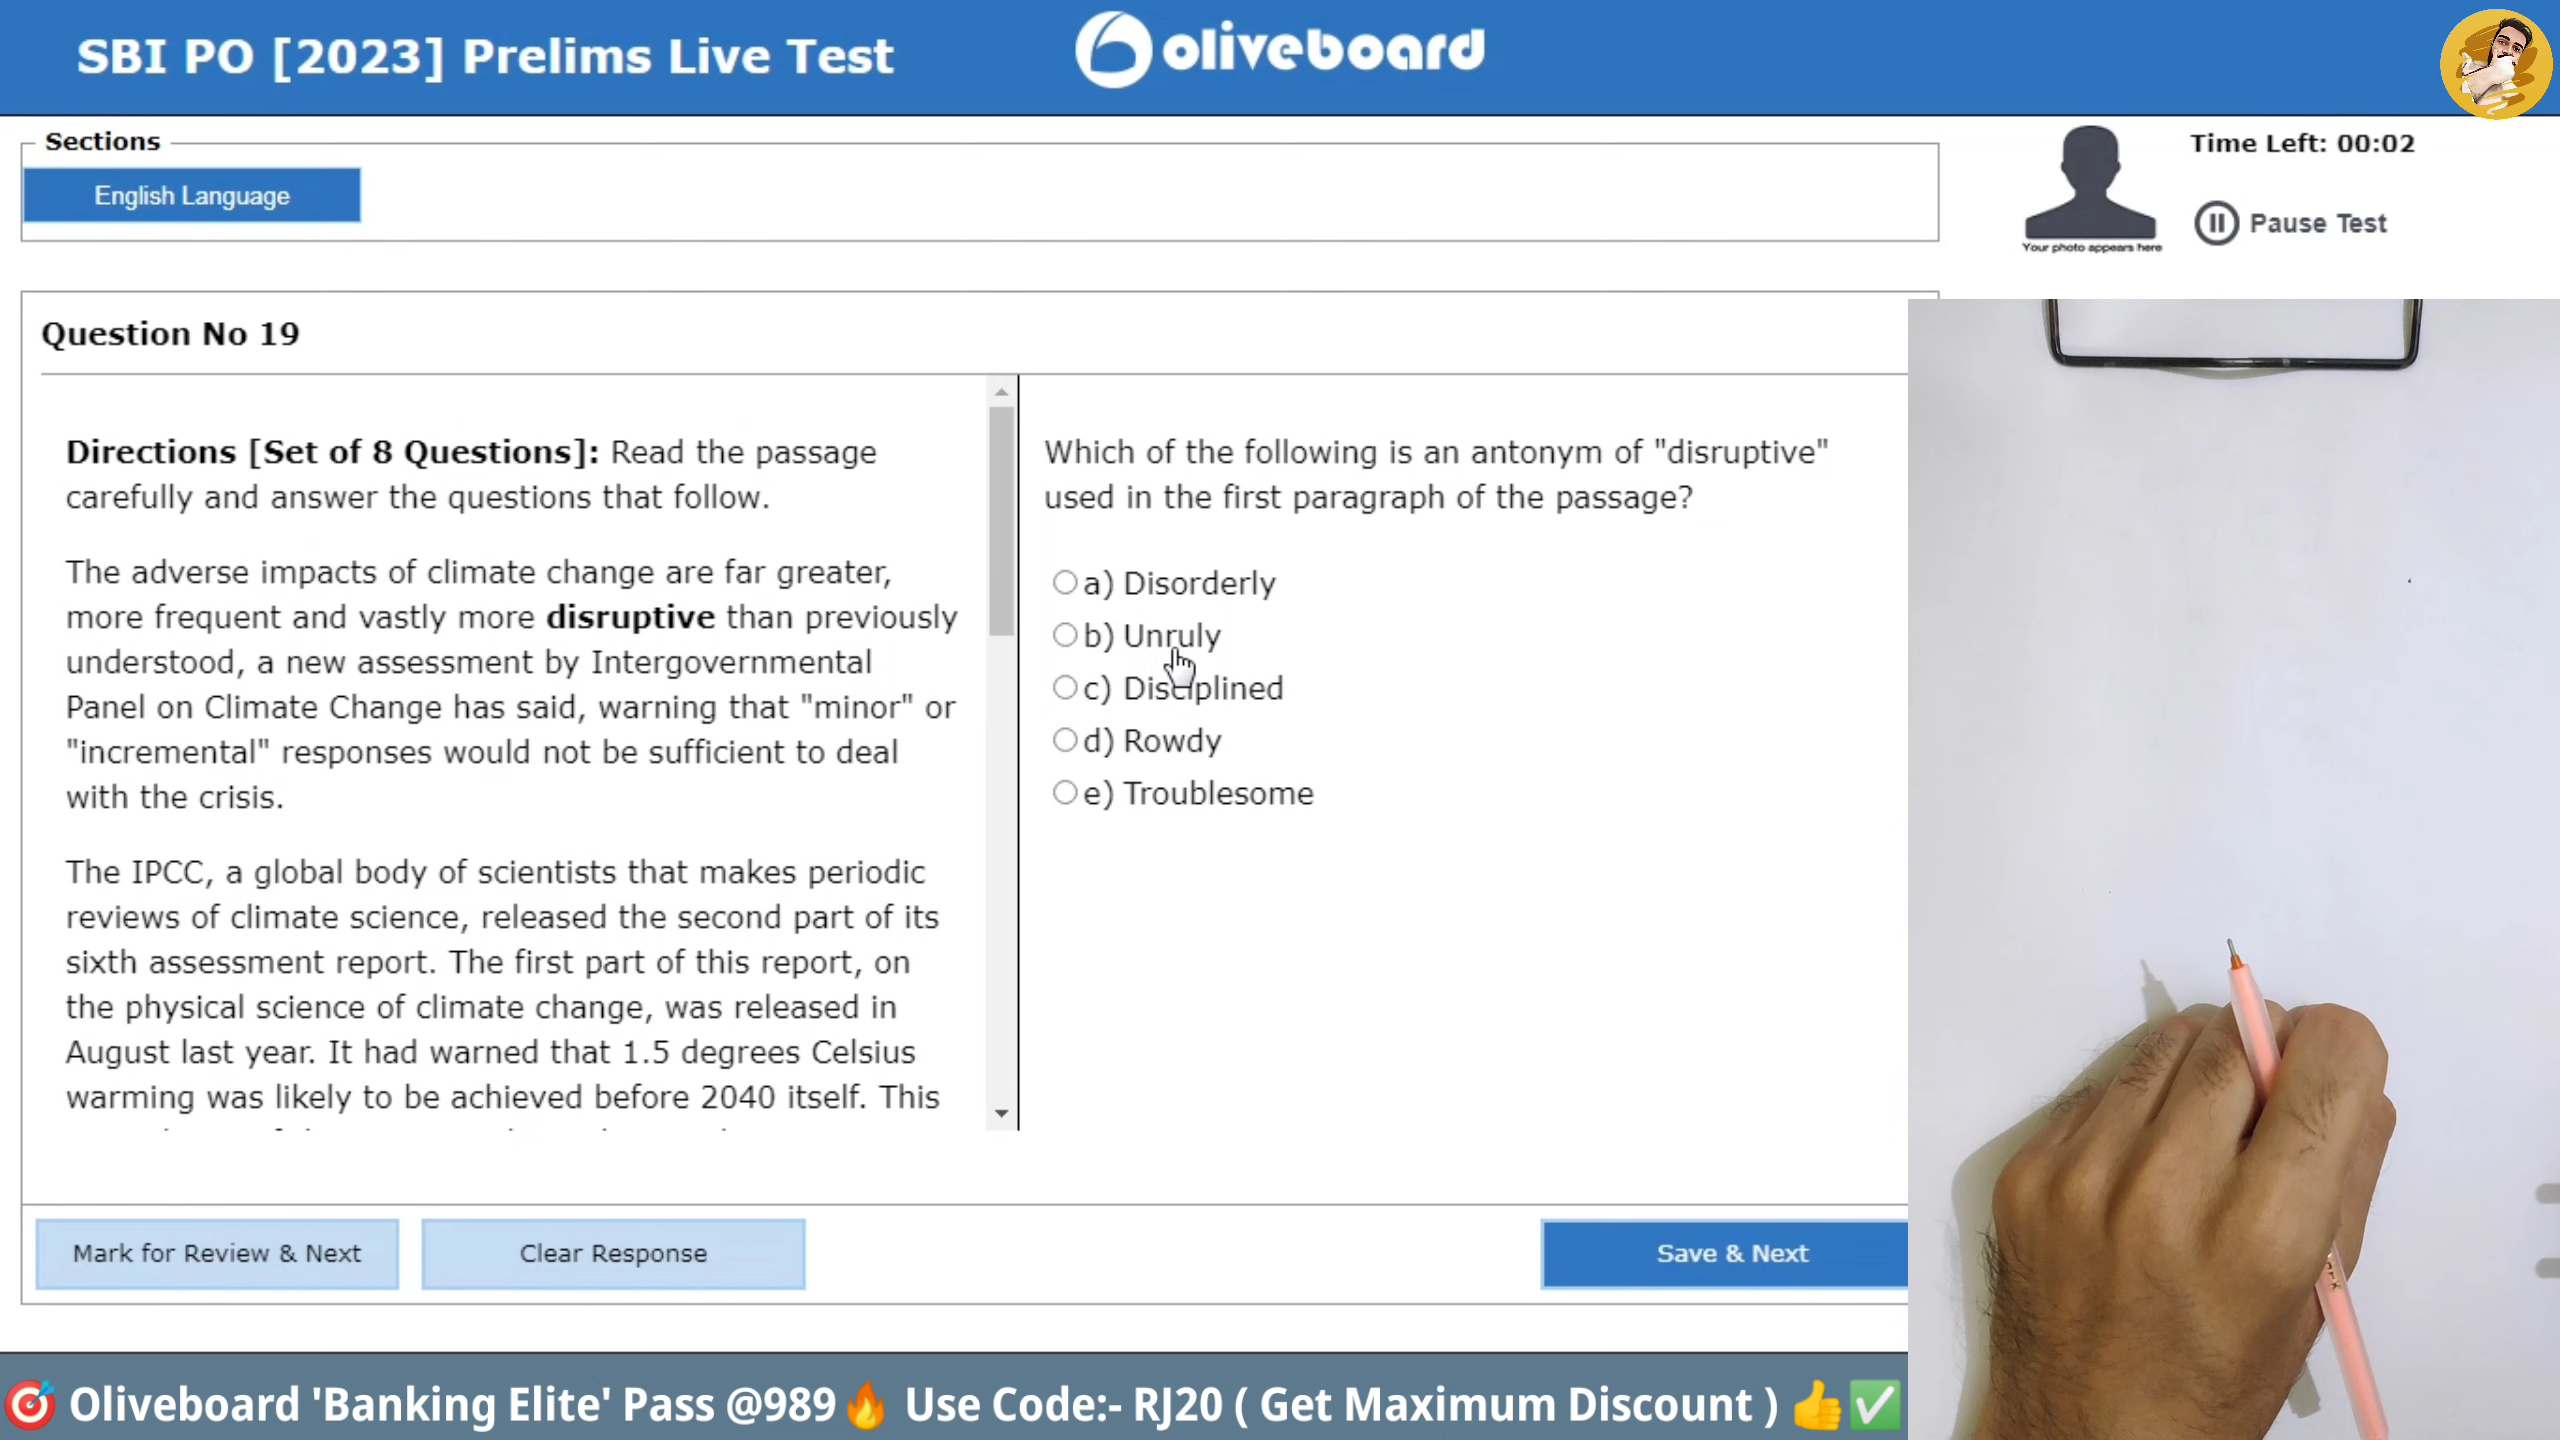 SBI PO [2023] Prelims Live Test
oliveboard
Sections
English Language
Time Left: 00:02
Pause Test
Your photo appears here
Question No 19
Directions [Set of 8 Questions]: Read the passage
carefully and answer the questions that follow.
The adverse impacts of climate change are far greater,
more frequent and vastly more disruptive than previously
understood, a new assessment by Intergovernmental
Panel on Climate Change has said, warning that "minor" or
"incremental" responses would not be sufficient to deal
with the crisis.
The IPCC, a global body of scientists that makes periodic
reviews of climate science, released the second part of its
sixth assessment report. The first part of this report, on
the physical science of climate change, was released in
August last year. It had warned that 1.5 degrees Celsius
warming was likely to be achieved before 2040 itself. This
Which of the following is an antonym of "disruptive"
used in the first paragraph of the passage?
a) Disorderly
b) Unruly
c) Disciplined
d) Rowdy
e) Troublesome
Mark for Review & Next
Clear Response
Save & Next
🎯 Oliveboard 'Banking Elite' Pass @989🔥 Use Code:- RJ20 ( Get Maximum Discount ) 👍✅